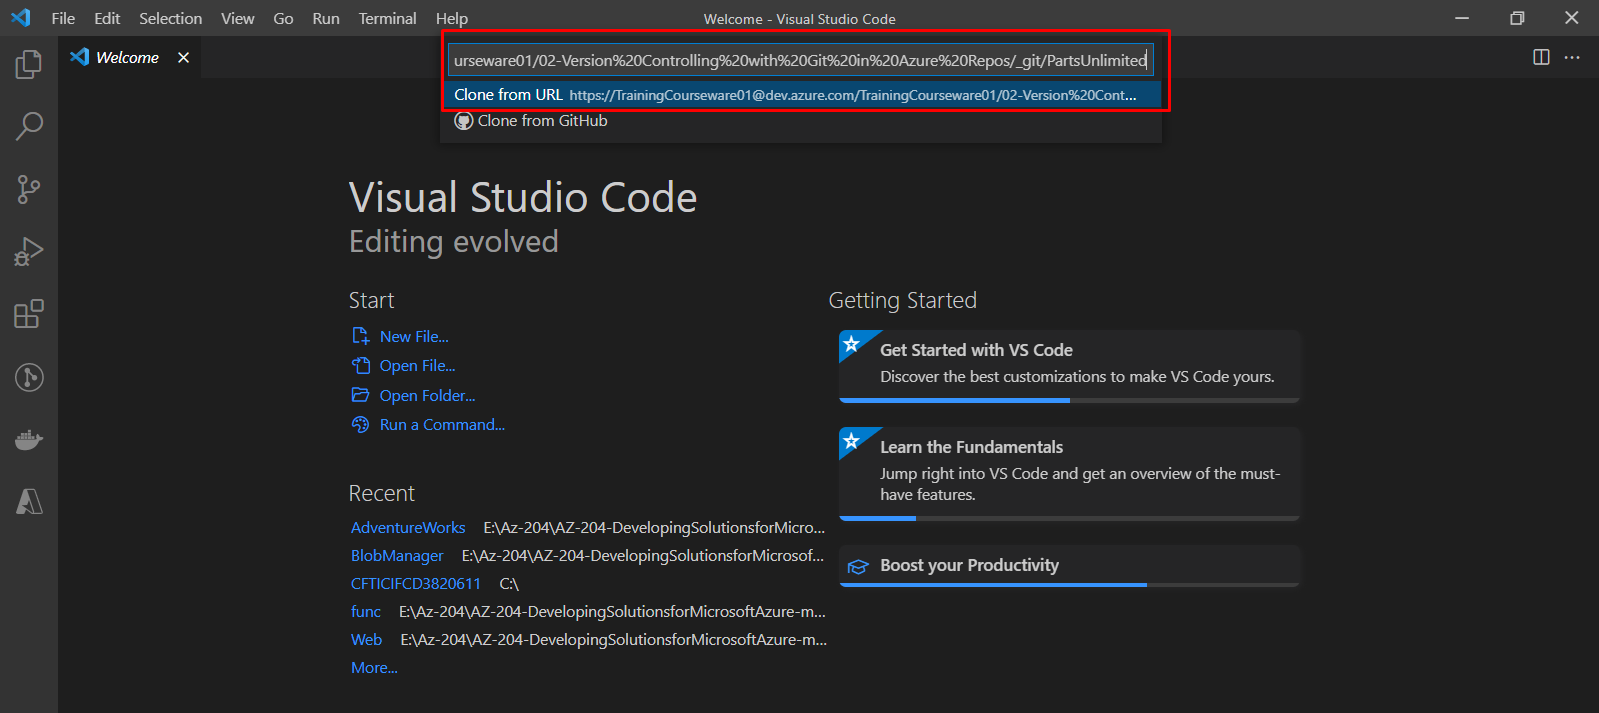 File Edit Selection View Go Run Terminal Help Welcome - Visual Studio Code
Welcome
urseware01/02-Version%20Controlling%20with%20Git%20in%20Azure%20Repos/_git/PartsUnlimited
Clone from URL https://TrainingCourseware01@dev.azure.com/TrainingCourseware01/02-Version%20Cont...
Clone from GitHub
Visual Studio Code
Editing evolved
Start
New File...
Open File...
Open Folder...
Run a Command...
Recent
AdventureWorks E:\Az-204\AZ-204-DevelopingSolutionsforMicro...
BlobManager E:\Az-204\AZ-204-DevelopingSolutionsforMicrosof...
CFTICIFCD3820611 C:\
func E:\Az-204\AZ-204-DevelopingSolutionsforMicrosoftAzure-m...
Web E:\Az-204\AZ-204-DevelopingSolutionsforMicrosoftAzure-m...
More...
Getting Started
Get Started with VS Code
Discover the best customizations to make VS Code yours.
Learn the Fundamentals
Jump right into VS Code and get an overview of the must-
have features.
Boost your Productivity